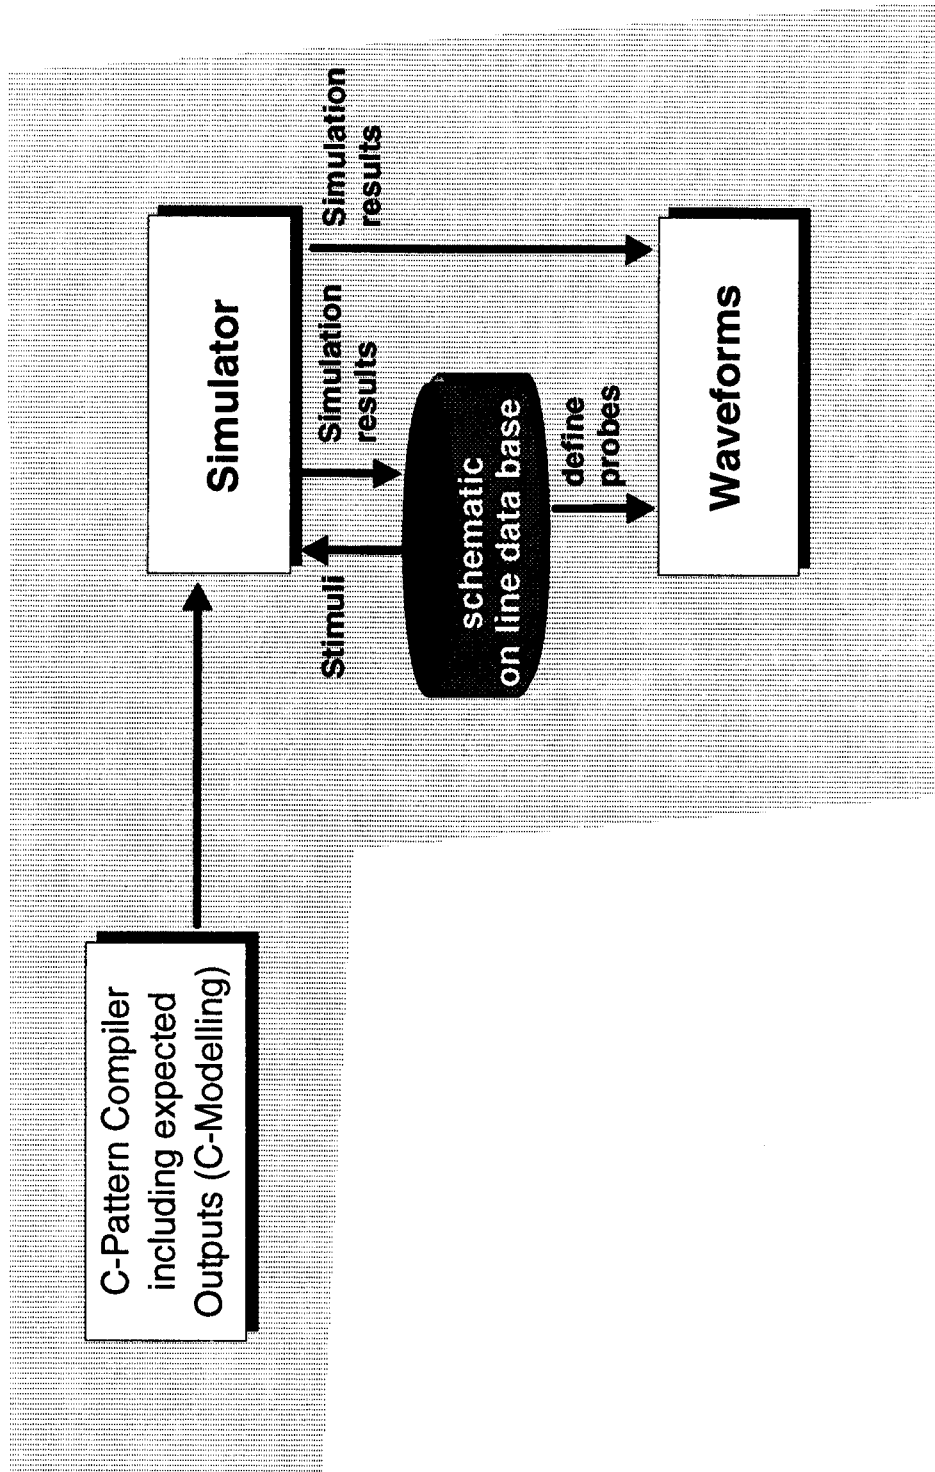 C-Pattern Compiler
including expected
Outputs (C-Modelling)
Simulator
Stimuli
Simulation
results
Simulation
results
schematic
on line data base
define
probes
Waveforms